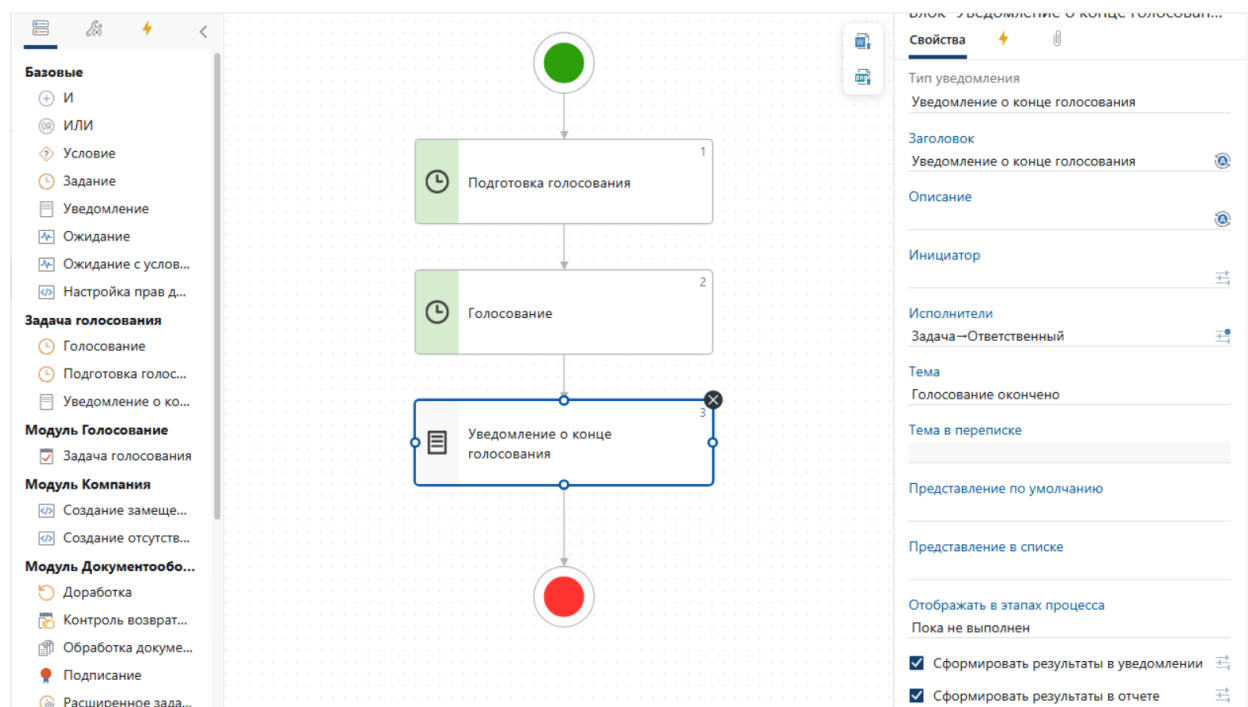 Базовые
И
ИЛИ
Условие
Задание
Уведомление
Ожидание
Ожидание с услов...
Настройка прав д...
Задача голосования
Голосование
Подготовка голос...
Уведомление о ко...
Модуль Голосование
Задача голосования
Модуль Компания
Создание замеще...
Создание отсутств...
Модуль Документообо...
Доработка
Контроль возврат...
Обработка докуме...
Подписание
Расширенное зада...
1
Подготовка голосования
2
Голосование
3
Уведомление о конце
голосования
Блок "Уведомление о конце голосован...
Свойства
Тип уведомления
Уведомление о конце голосования
Заголовок
Уведомление о конце голосования
Описание
Инициатор
Исполнители
Задача→Ответственный
Тема
Голосование окончено
Тема в переписке
Представление по умолчанию
Представление в списке
Отображать в этапах процесса
Пока не выполнен
Сформировать результаты в уведомлении
Сформировать результаты в отчете